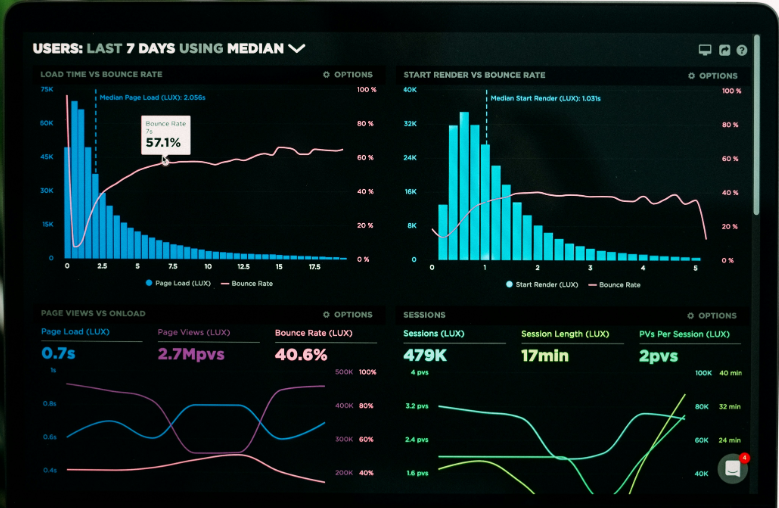 USERS: LAST 7 DAYS USING MEDIAN
LOAD TIME VS BOUNCE RATE
OPTIONS
75K
60K
45K
30K
15K
0
Median Page Load (LUX): 2.056s
Bounce Rate
7s
57.1%
100 %
80 %
60 %
40 %
20 %
0 %
0 2.5 5 7.5 10 12.5 15 17.5
Page Load (LUX) Bounce Rate
START RENDER VS BOUNCE RATE
OPTIONS
40K
32K
24K
16K
8K
0
Median Start Render (LUX): 1.031s
100 %
80 %
60 %
40 %
20 %
0 %
0 1 2 3 4 5
Start Render (LUX) Bounce Rate
PAGE VIEWS VS ONLOAD
OPTIONS
Page Load (LUX) Page Views (LUX) Bounce Rate (LUX)
0.7s 2.7Mpvs 40.6%
1s 500K 100%
0.8s 400K 80%
0.6s 300K 60%
0.4s 200K 40%
SESSIONS
OPTIONS
Sessions (LUX) Session Length (LUX) PVs Per Session (LUX)
479K 17min 2pvs
4 pvs 100K 40 min
3.2 pvs 80K 32 min
2.4 pvs 60K 24 min
1.6 pvs 40K
4